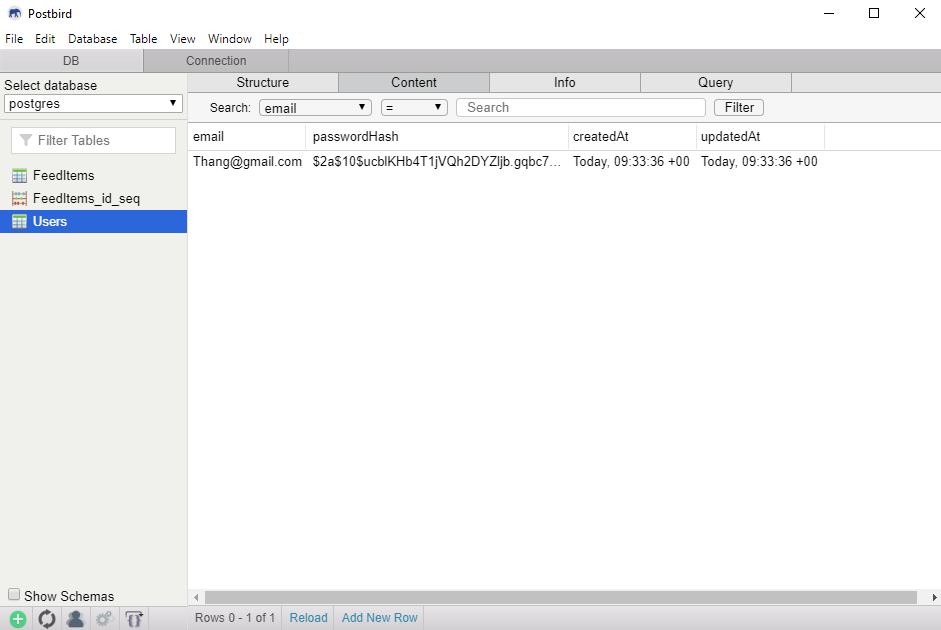 Postbird
File Edit Database Table View Window Help
DB Connection
Select database
postgres
Filter Tables
FeedItems
FeedItems_id_seq
Users
Show Schemas
Structure Content Info Query
Search: email = Search Filter
email passwordHash createdAt updatedAt
Thang@gmail.com $2a$10$ucblKHb4T1jVQh2DYZljb.gqbc7... Today, 09:33:36 +00 Today, 09:33:36 +00
Rows 0 - 1 of 1 Reload Add New Row